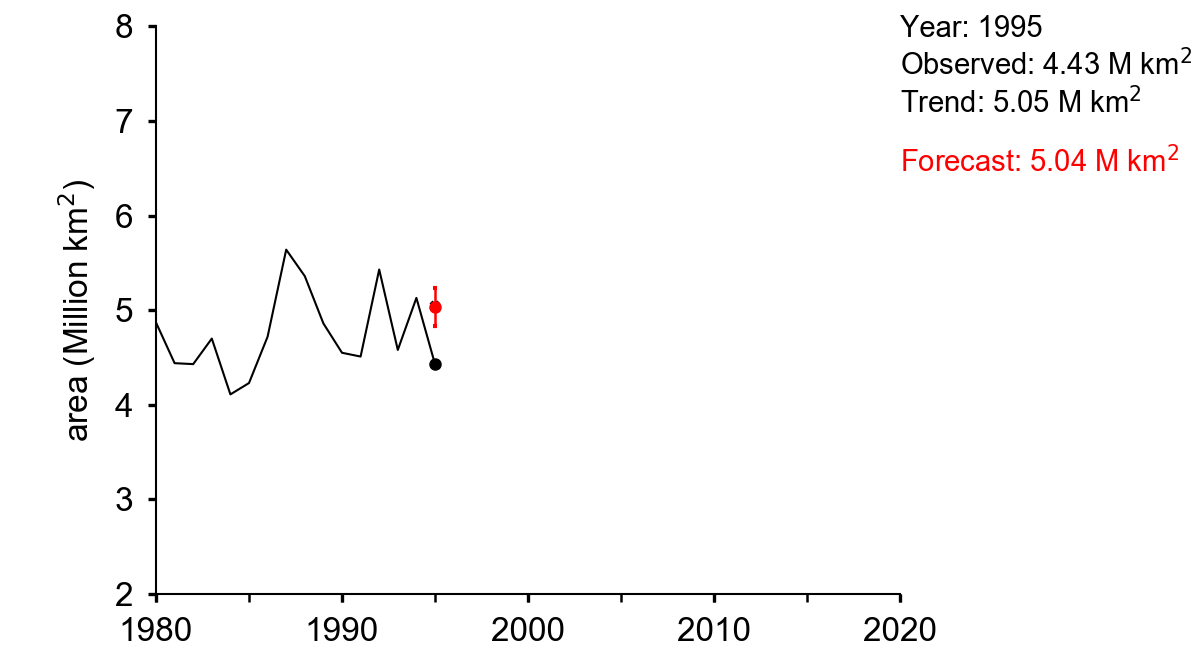 8
7
6
5
4
3
2
area (Million km²)
1980
1990
2000
2010
2020
Year: 1995
Observed: 4.43 M km²
Trend: 5.05 M km²
Forecast: 5.04 M km²